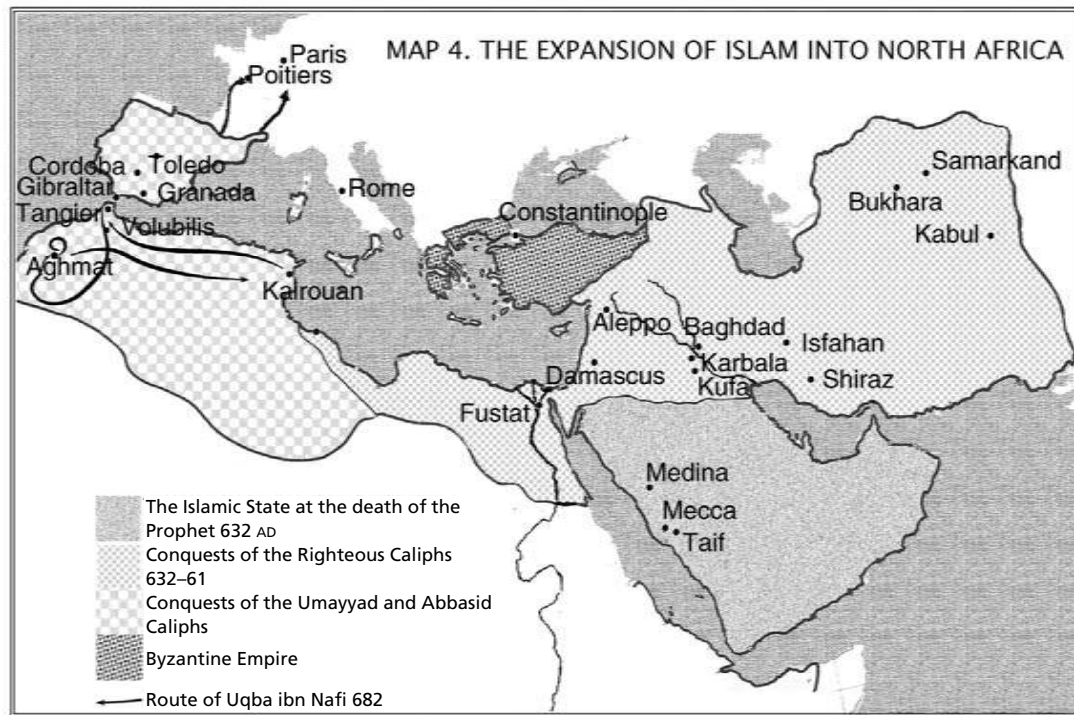 MAP 4. THE EXPANSION OF ISLAM INTO NORTH AFRICA
Paris
Poitiers
Cordoba
Toledo
Gibraltar
Granada
Tangier
Volubilis
Aghmat
Kairouan
Rome
Constantinople
Samarkand
Bukhara
Kabul
Aleppo
Baghdad
Isfahan
Karbala
Damascus
Kufa
Shiraz
Fustat
Medina
Mecca
Taif
The Islamic State at the death of the
Prophet 632 AD
Conquests of the Righteous Caliphs
632–61
Conquests of the Umayyad and Abbasid
Caliphs
Byzantine Empire
Route of Uqba ibn Nafi 682